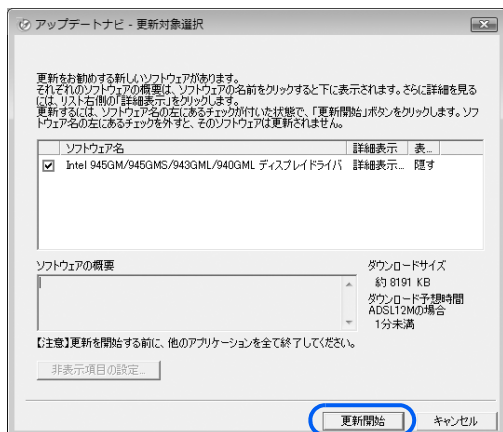 アップデートナビ - 更新対象選択
更新をお勧めする新しいソフトウェアがあります。
それぞれのソフトウェアの概要は、ソフトウェアの名前をクリックすると下に表示されます。さらに詳細を見る
には、リスト右側の「詳細表示」をクリックします。
更新するには、ソフトウェア名の左にあるチェックが付いた状態で、「更新開始」ボタンをクリックします。ソフ
トウェア名の左にあるチェックを外すと、そのソフトウェアは更新されません。
ソフトウェア名 詳細表示 表...
Intel 945GM/945GMS/943GML/940GML ディスプレイドライバ 詳細表示... 隠す
ソフトウェアの概要
ダウンロードサイズ
約 8191 KB
ダウンロード予想時間
ADSL12Mの場合
1分未満
【注意】更新を開始する前に、他のアプリケーションを全て終了してください。
非表示項目の設定...
更新開始 キャンセル